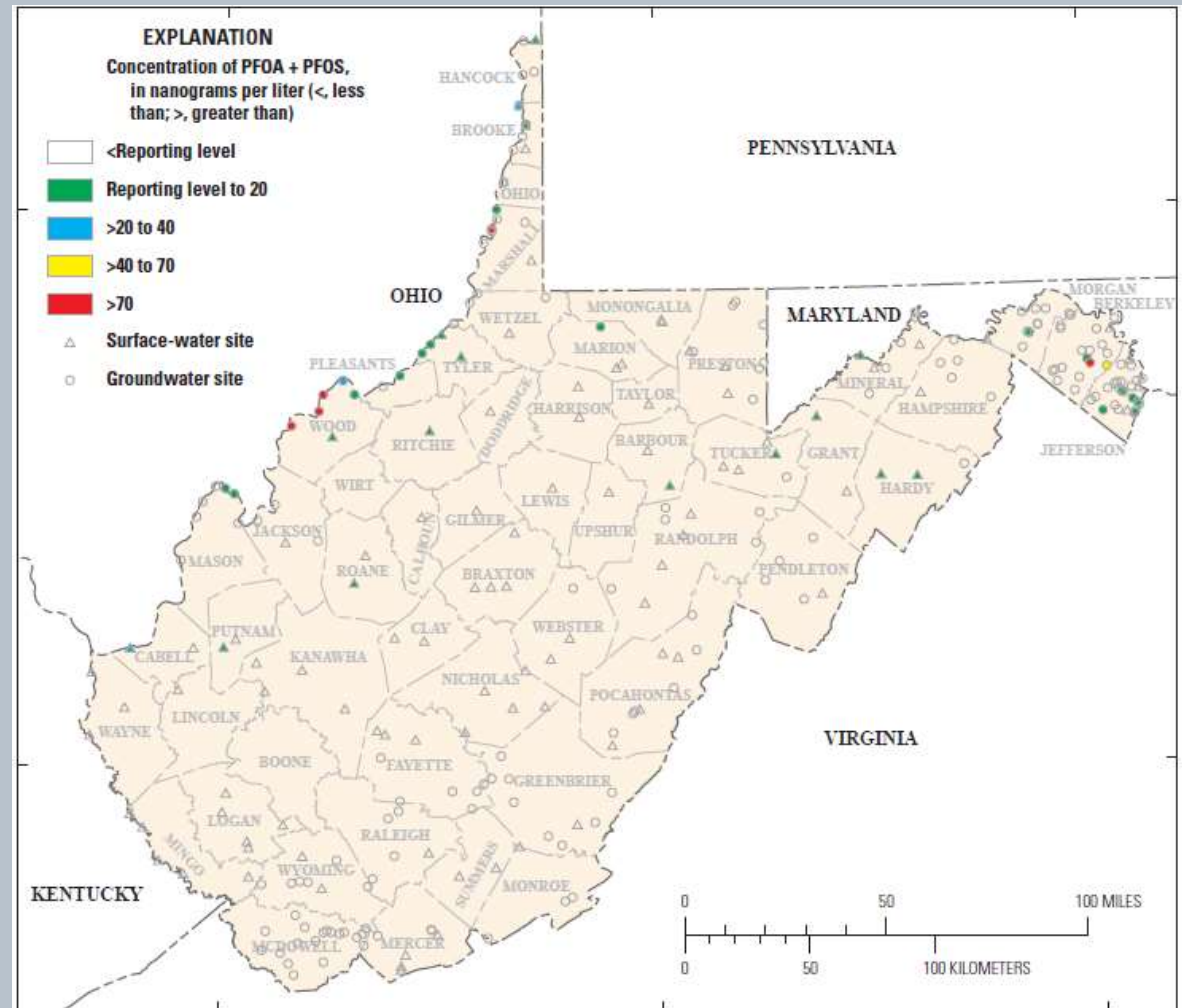 EXPLANATION
Concentration of PFOA + PFOS,
in nanograms per liter (<, less
than; >, greater than)
<Reporting level
Reporting level to 20
>20 to 40
>40 to 70
>70
Surface-water site
Groundwater site
HANCOCK
BROOKE
OHIO
MARSHALL
PENNSYLVANIA
OHIO
WETZEL
MONONGALIA
MARYLAND
MORGAN
BERKELEY
PLEASANTS
TYLER
MARION
PRESTON
MINERAL
HAMPSHIRE
WOOD
RITCHIE
DODDRIDGE
HARRISON
TAYLOR
BARBOUR
TUCKER
GRANT
JEFFERSON
WIRT
LEWIS
HARDY
JACKSON
CALHOUN
GILMER
UPSHUR
RANDOLPH
MASON
ROANE
BRAXTON
PENDLETON
PUTNAM
CLAY
WEBSTER
CABELL
KANAWHA
NICHOLAS
POCAHONTAS
LINCOLN
WAYNE
VIRGINIA
BOONE
FAYETTE
GREENBRIER
LOGAN
RALEIGH
MINGO
WYOMING
SUMMERS
MONROE
KENTUCKY
MCDOWELL
MERCER
0 50 100 MILES
0 50 100 KILOMETERS